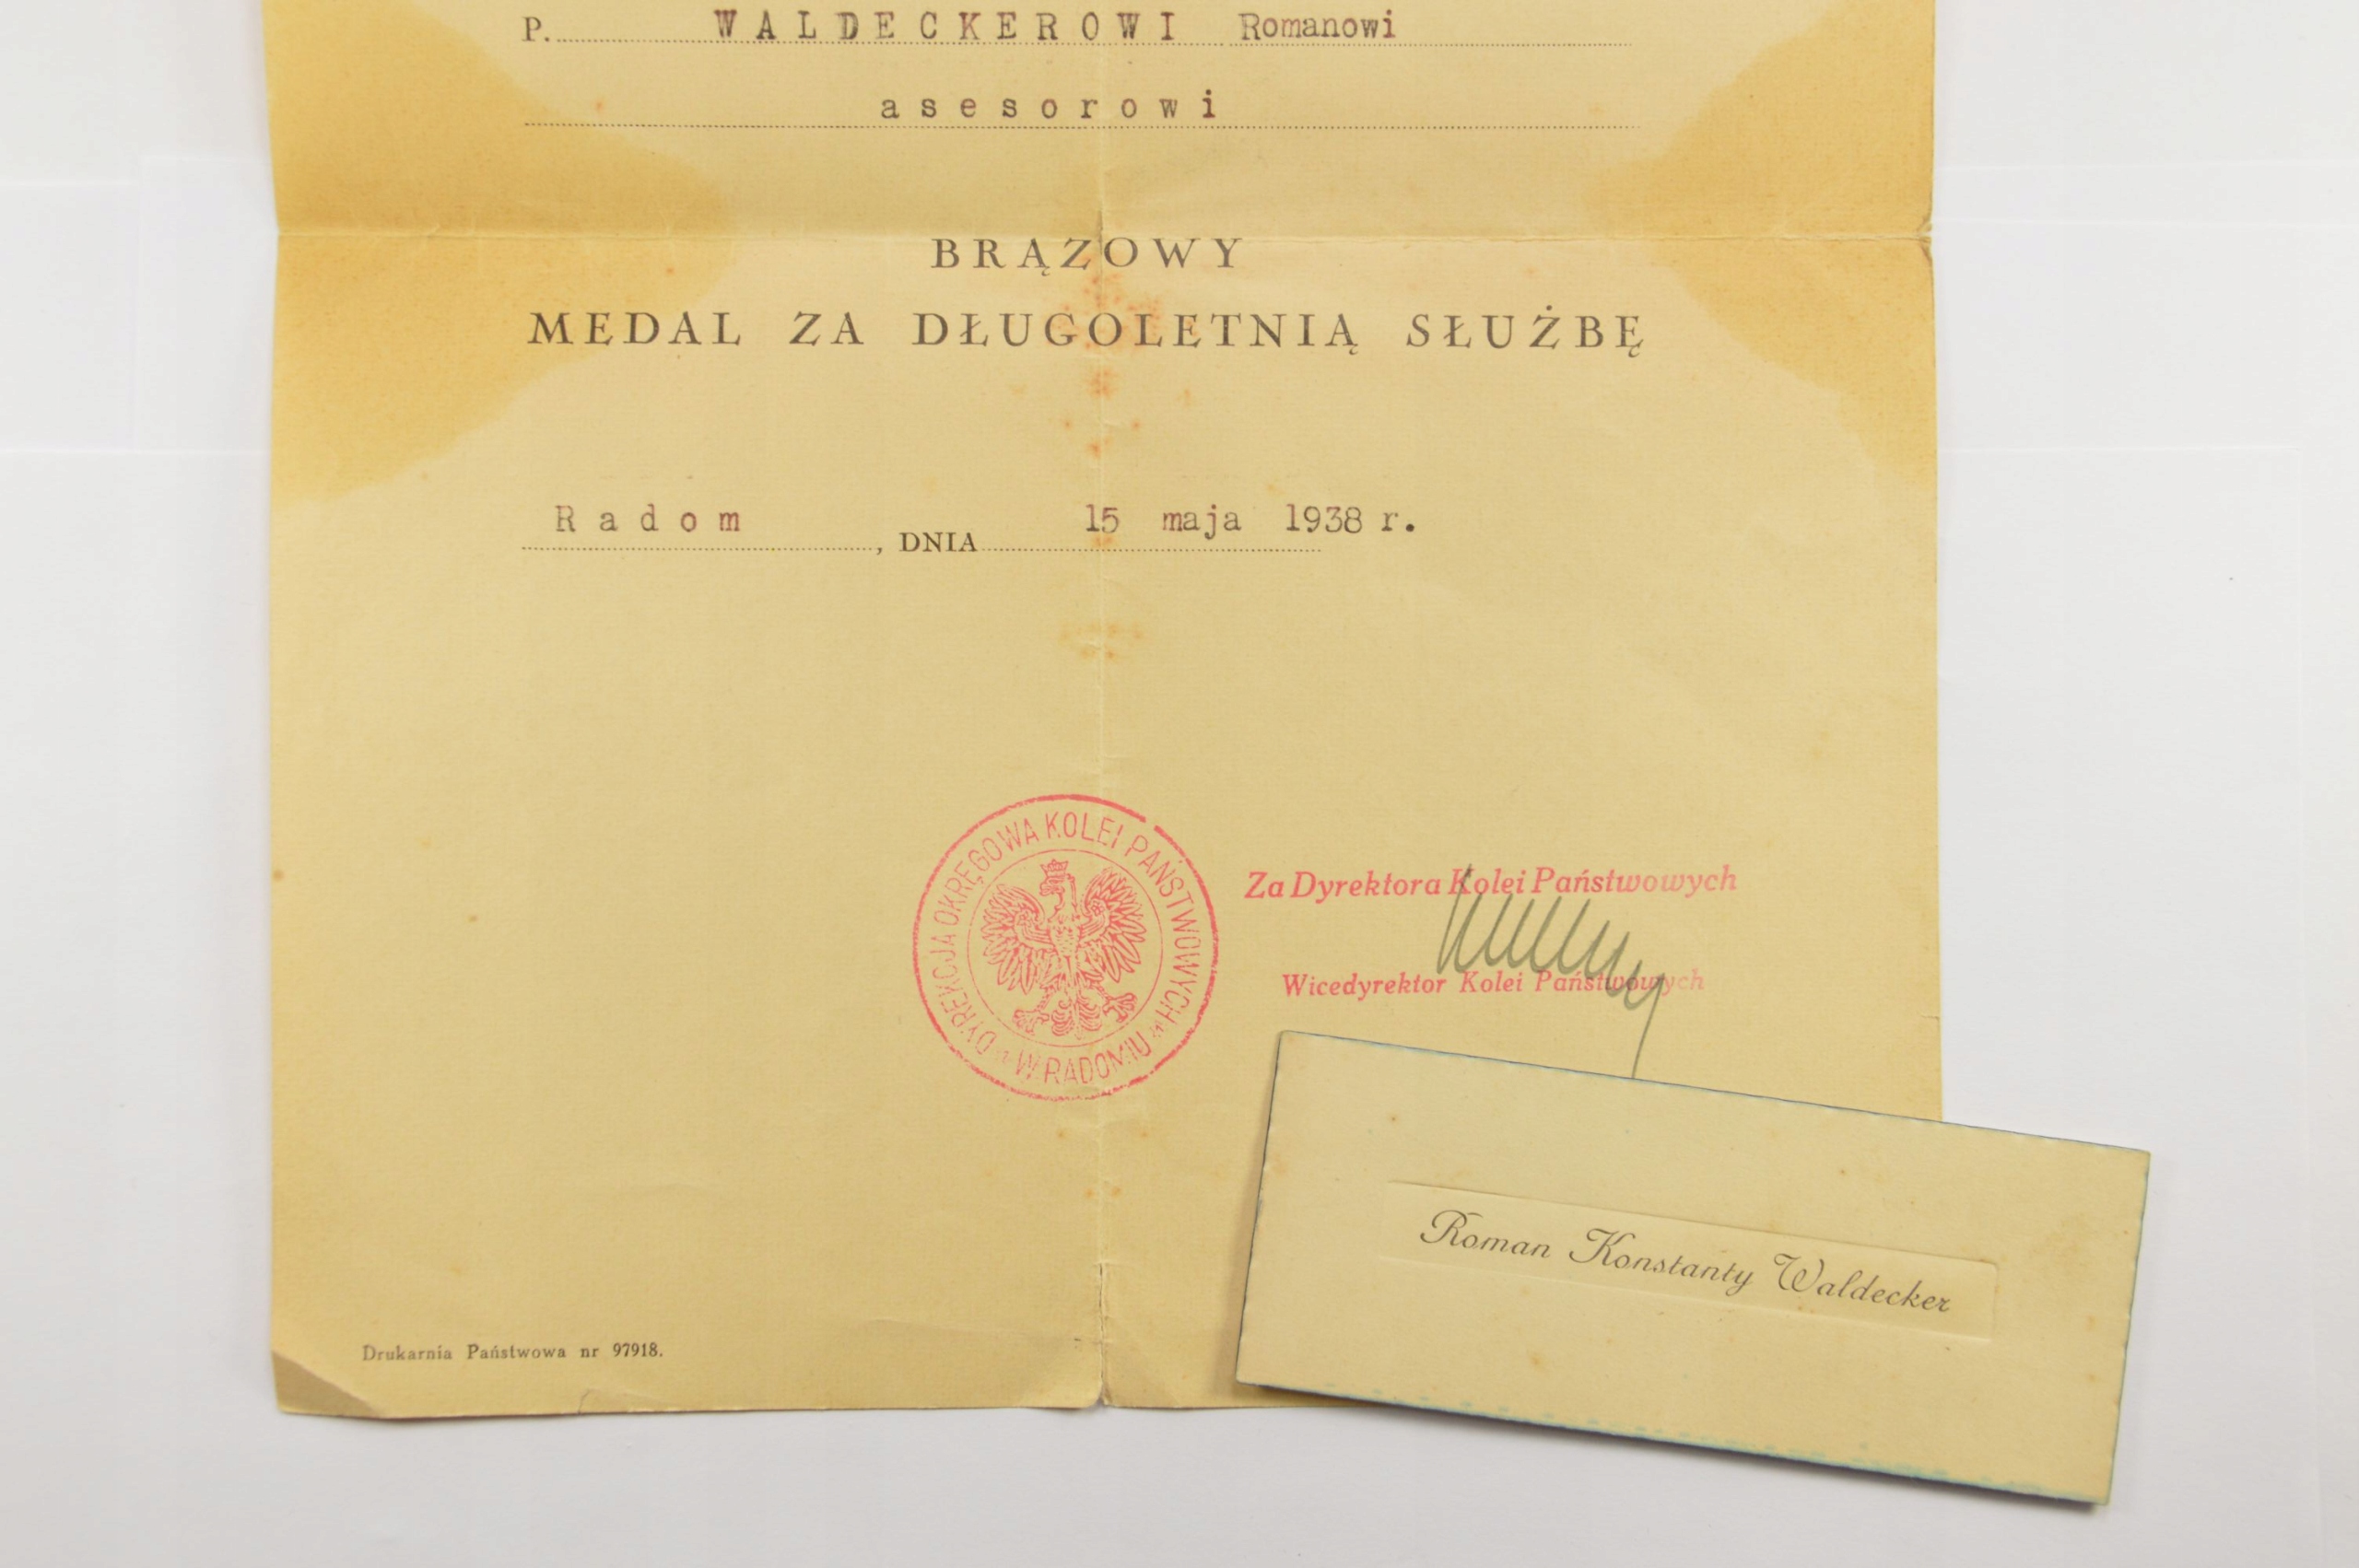 P. WALDECKEROWI Romanowi
asesorowi
BRĄZOWY
MEDAL ZA DŁUGOLETNIĄ SŁUŻBĘ
Radom, DNIA 15 maja 1938 r.
DYREKCJA OKRĘGOWA KOLEI PAŃSTWOWYCH
W RADOMIU
Za Dyrektora Kolei Państwowych
Wicedyrektor Kolei Państwowych
Roman Konstanty Waldecker
Drukarnia Państwowa nr 97918.